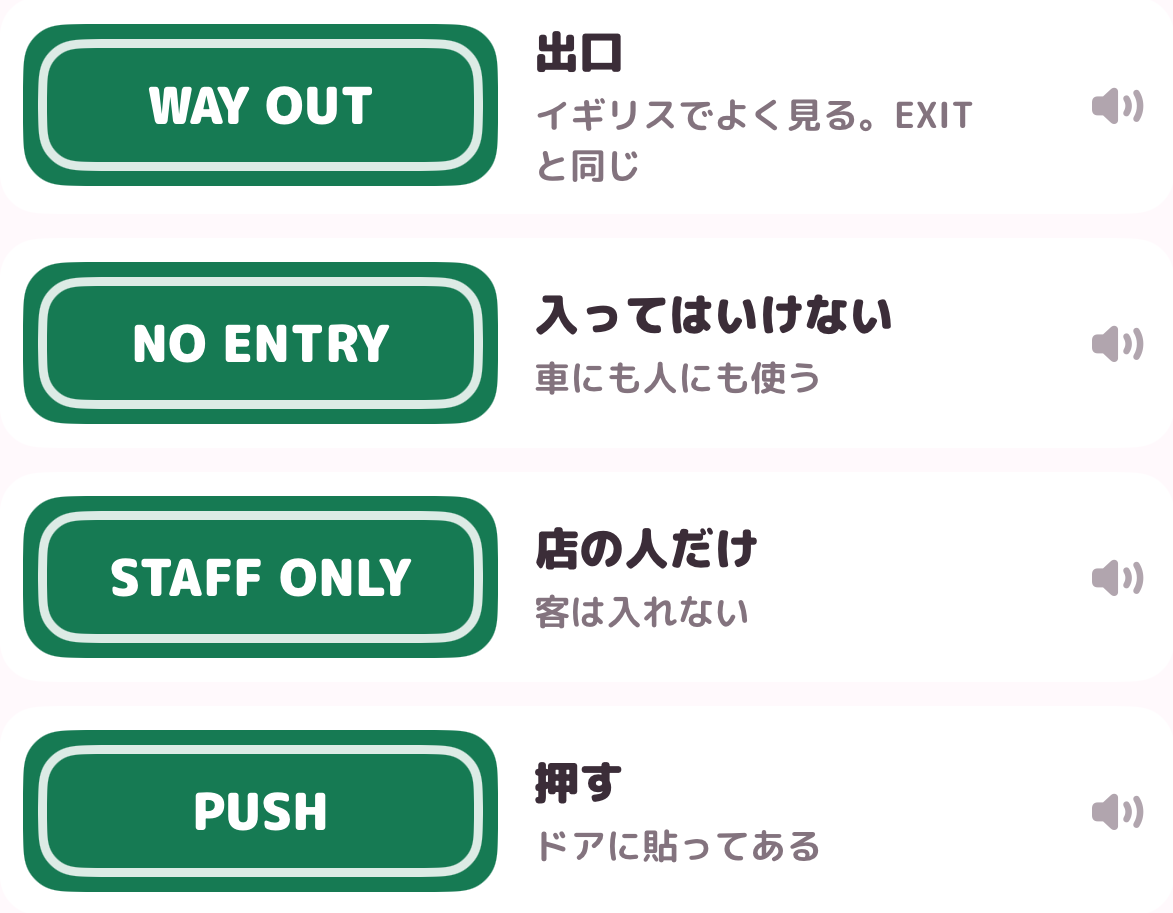 WAY OUT
出口
イギリスでよく見る。EXIT
と同じ
NO ENTRY
入ってはいけない
車にも人にも使う
STAFF ONLY
店の人だけ
客は入れない
PUSH
押す
ドアに貼ってある